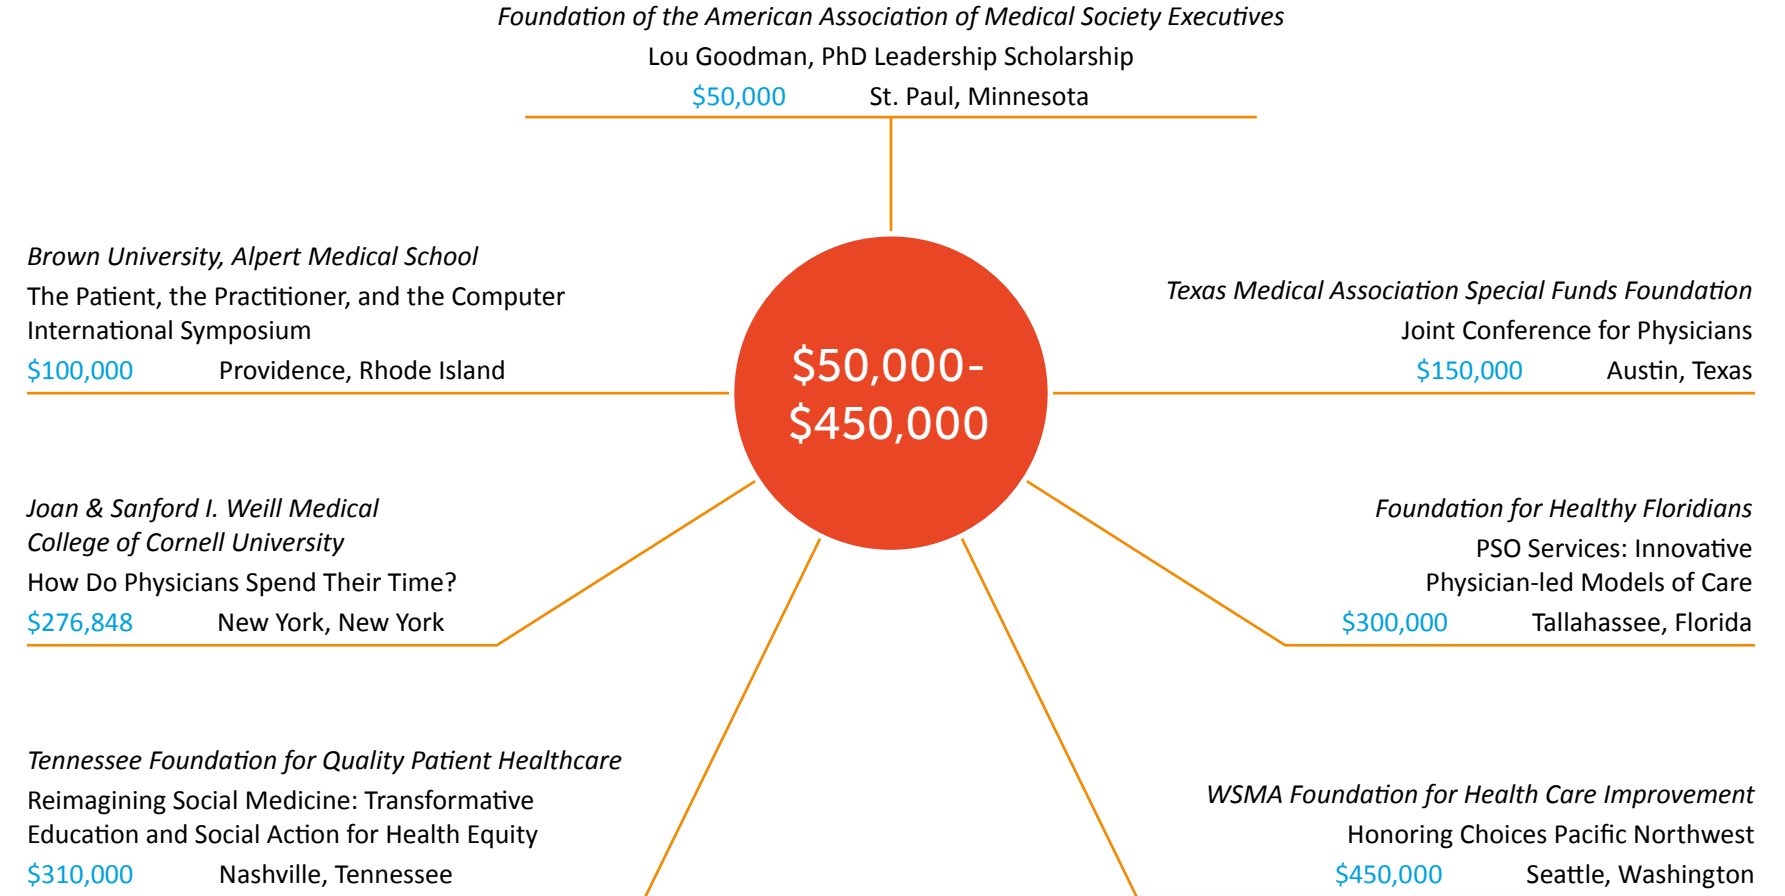 Foundation of the American Association of Medical Society Executives
Lou Goodman, PhD Leadership Scholarship
$50,000 St. Paul, Minnesota
Brown University, Alpert Medical School
The Patient, the Practitioner, and the Computer
International Symposium
$100,000 Providence, Rhode Island
Texas Medical Association Special Funds Foundation
Joint Conference for Physicians
$150,000 Austin, Texas
$50,000-
$450,000
Joan & Sanford I. Weill Medical
College of Cornell University
How Do Physicians Spend Their Time?
$276,848 New York, New York
Foundation for Healthy Floridians
PSO Services: Innovative
Physician-led Models of Care
$300,000 Tallahassee, Florida
Tennessee Foundation for Quality Patient Healthcare
Reimagining Social Medicine: Transformative
Education and Social Action for Health Equity
$310,000 Nashville, Tennessee
WSMA Foundation for Health Care Improvement
Honoring Choices Pacific Northwest
$450,000 Seattle, Washington